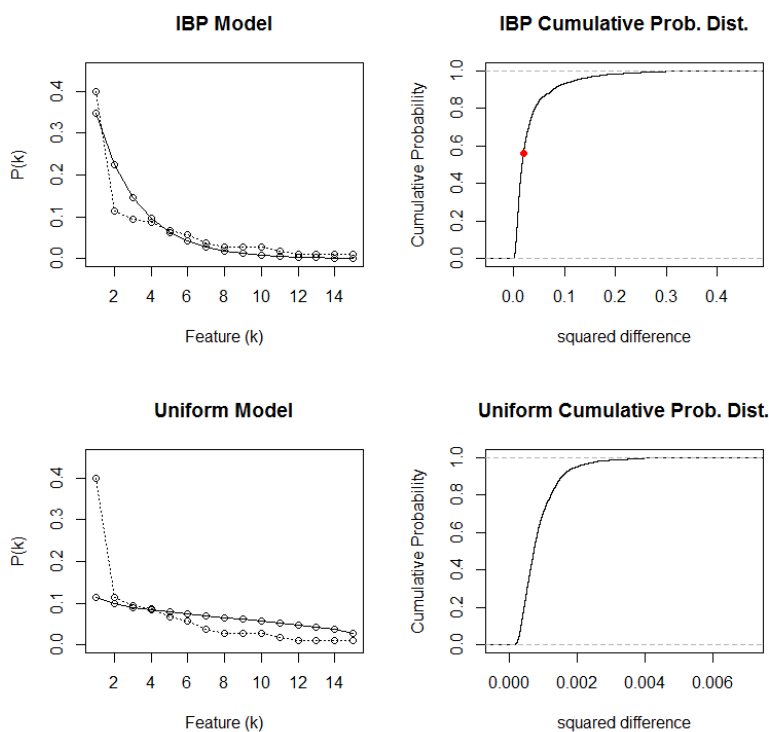 IBP Model
P(k)
0.4
0.3
0.2
0.1
0.0
2 4 6 8 10 12 14
Feature (k)
IBP Cumulative Prob. Dist.
Cumulative Probability
1.0
0.8
0.6
0.4
0.2
0.0
0.0 0.1 0.2 0.3 0.4
squared difference
Uniform Model
P(k)
0.4
0.3
0.2
0.1
0.0
2 4 6 8 10 12 14
Feature (k)
Uniform Cumulative Prob. Dist.
Cumulative Probability
1.0
0.8
0.6
0.4
0.2
0.0
0.000 0.002 0.004 0.006
squared difference